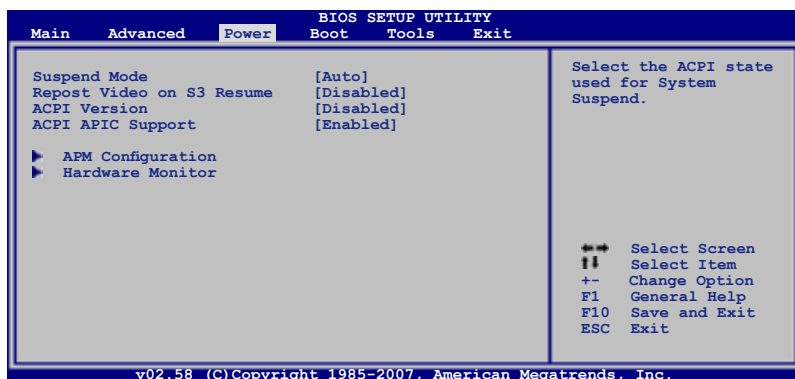 BIOS SETUP UTILITY
Main Advanced Power Boot Tools Exit
Suspend Mode [Auto]
Repost Video on S3 Resume [Disabled]
ACPI Version [Disabled]
ACPI APIC Support [Enabled]
APM Configuration
Hardware Monitor
Select the ACPI state
used for System
Suspend.
Select Screen
Select Item
+- Change Option
F1 General Help
F10 Save and Exit
ESC Exit
v02.58 (C)Copyright 1985-2007, American Megatrends, Inc.